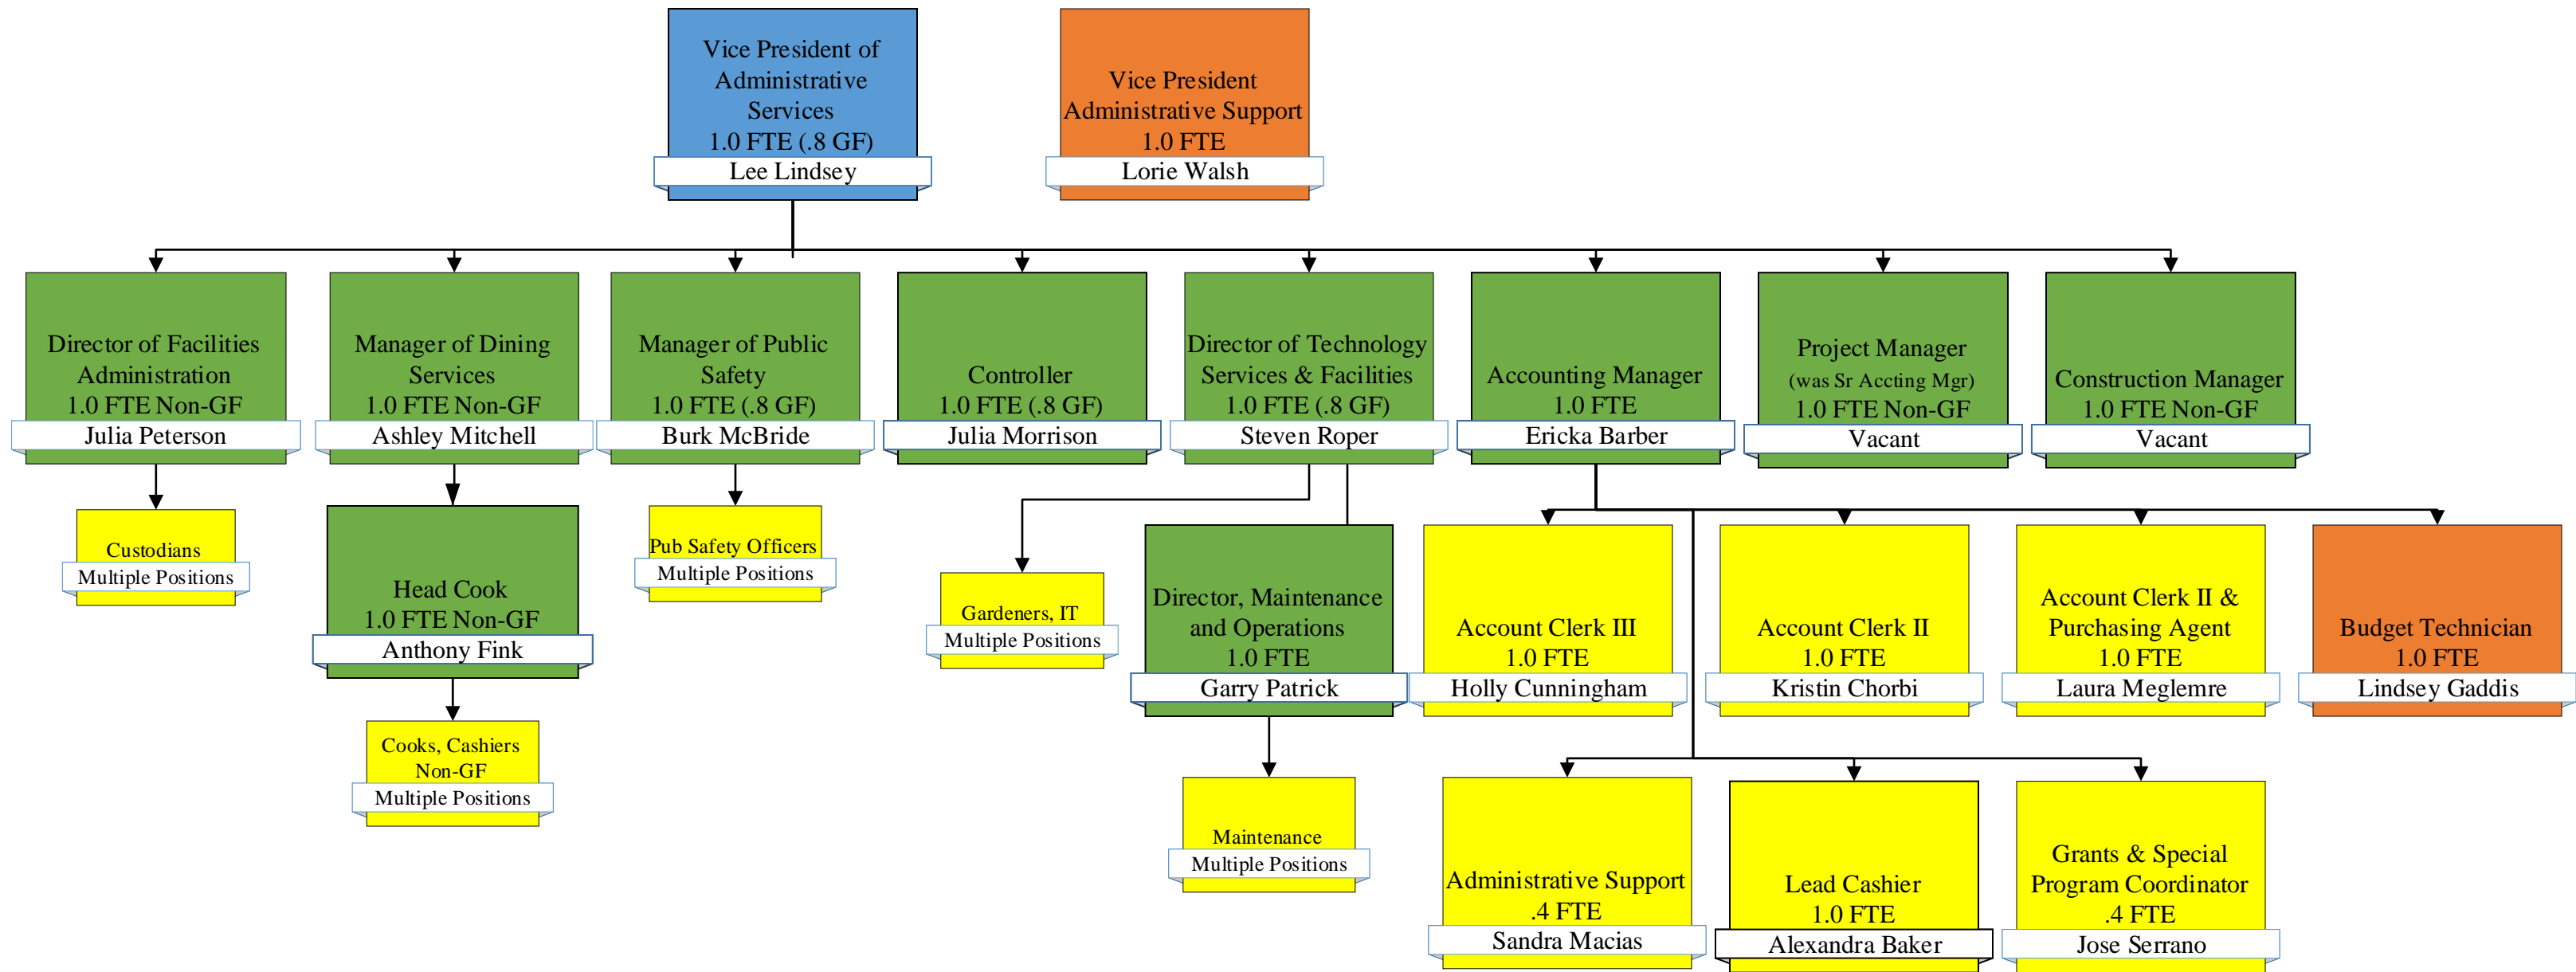 Vice President of
Administrative
Services
1.0 FTE (.8 GF)
Lee Lindsey
Vice President
Administrative Support
1.0 FTE
Lorie Walsh
Director of Facilities
Administration
1.0 FTE Non-GF
Julia Peterson
Manager of Dining
Services
1.0 FTE Non-GF
Ashley Mitchell
Manager of Public
Safety
1.0 FTE (.8 GF)
Burk McBride
Controller
1.0 FTE (.8 GF)
Julia Morrison
Director of Technology
Services & Facilities
1.0 FTE (.8 GF)
Steven Roper
Accounting Manager
1.0 FTE
Ericka Barber
Project Manager
(was Sr Accting Mgr)
1.0 FTE Non-GF
Vacant
Construction Manager
1.0 FTE Non-GF
Vacant
Custodians
Multiple Positions
Head Cook
1.0 FTE Non-GF
Anthony Fink
Pub Safety Officers
Multiple Positions
Gardeners, IT
Multiple Positions
Director, Maintenance
and Operations
1.0 FTE
Garry Patrick
Account Clerk III
1.0 FTE
Holly Cunningham
Account Clerk II
1.0 FTE
Kristin Chorbi
Account Clerk II &
Purchasing Agent
1.0 FTE
Laura Meglemre
Budget Technician
1.0 FTE
Lindsey Gaddis
Cooks, Cashiers
Non-GF
Multiple Positions
Maintenance
Multiple Positions
Administrative Support
.4 FTE
Sandra Macias
Lead Cashier
1.0 FTE
Alexandra Baker
Grants & Special
Program Coordinator
.4 FTE
Jose Serrano